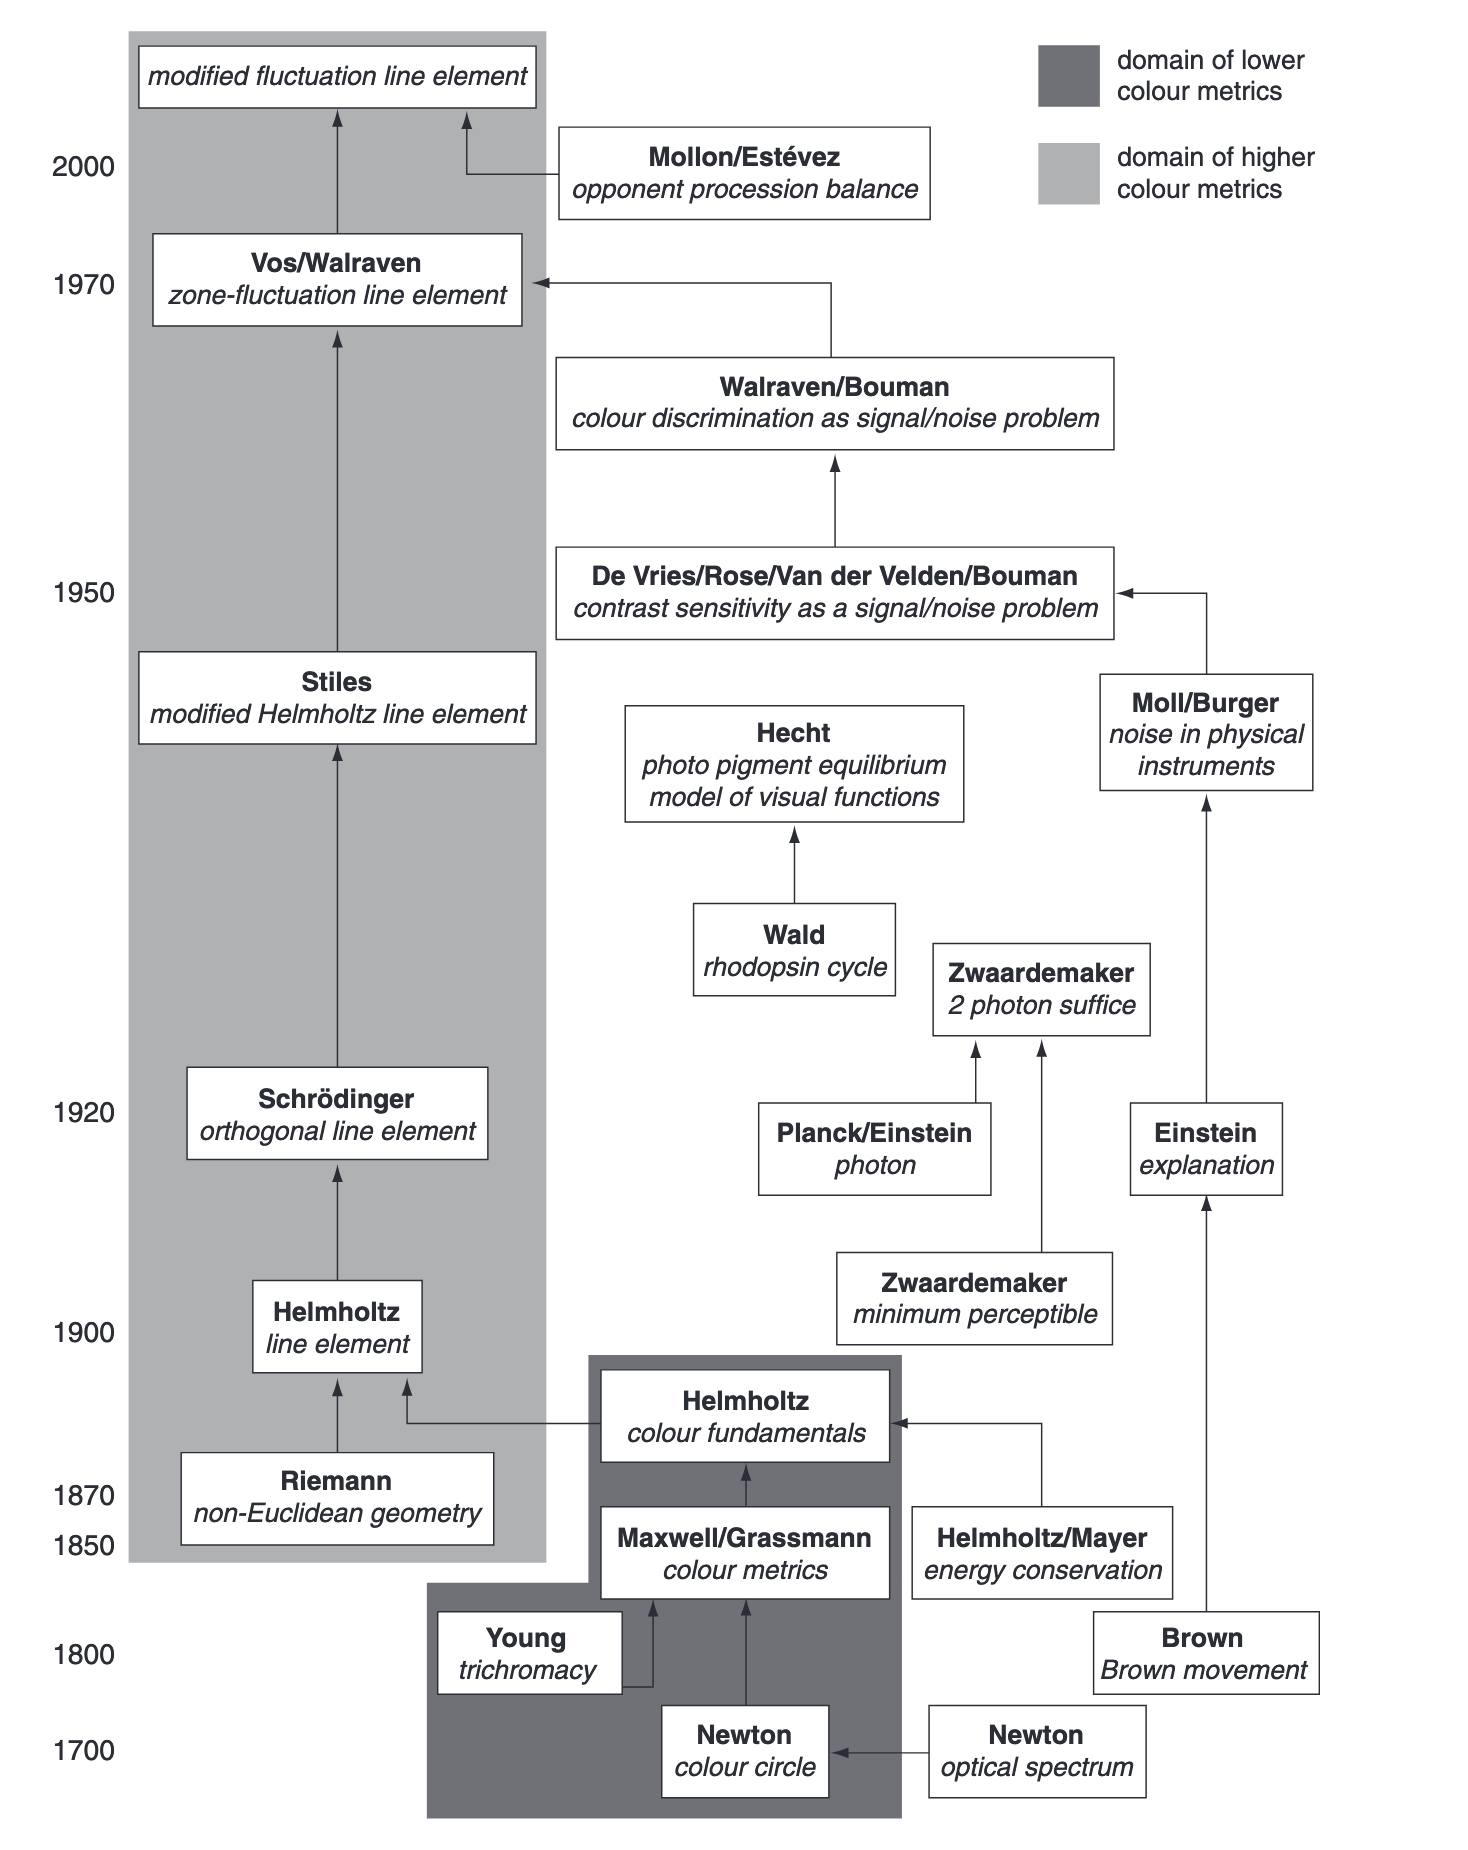 modified fluctuation line element
domain of lower
colour metrics
domain of higher
colour metrics
2000
Mollon/Estévez
opponent procession balance
1970
Vos/Walraven
zone-fluctuation line element
Walraven/Bouman
colour discrimination as signal/noise problem
1950
De Vries/Rose/Van der Velden/Bouman
contrast sensitivity as a signal/noise problem
Stiles
modified Helmholtz line element
Moll/Burger
noise in physical
instruments
Hecht
photo pigment equilibrium
model of visual functions
Wald
rhodopsin cycle
Zwaardemaker
2 photon suffice
1920
Schrödinger
orthogonal line element
Planck/Einstein
photon
Einstein
explanation
Zwaardemaker
minimum perceptible
1900
Helmholtz
line element
Helmholtz
colour fundamentals
1870
1850
Riemann
non-Euclidean geometry
Maxwell/Grassmann
colour metrics
Helmholtz/Mayer
energy conservation
1800
Young
trichromacy
Brown
Brown movement
1700
Newton
colour circle
Newton
optical spectrum